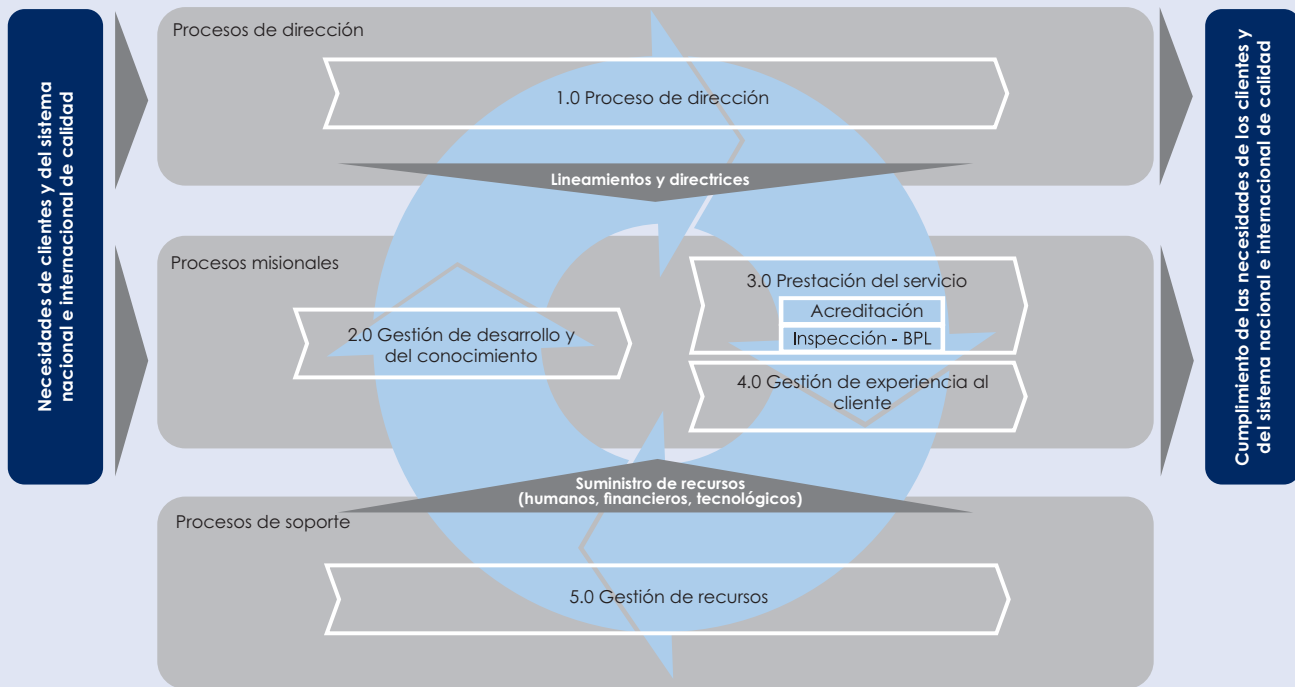 Necesidades de clientes y del sistema
nacional e internacional de calidad
Procesos de dirección
1.0 Proceso de dirección
Lineamientos y directrices
Procesos misionales
2.0 Gestión de desarrollo y
del conocimiento
3.0 Prestación del servicio
Acreditación
Inspección - BPL
4.0 Gestión de experiencia al
cliente
Suministro de recursos
(humanos, financieros, tecnológicos)
Procesos de soporte
5.0 Gestión de recursos
Cumplimiento de las necesidades de los clientes y
del sistema nacional e internacional de calidad